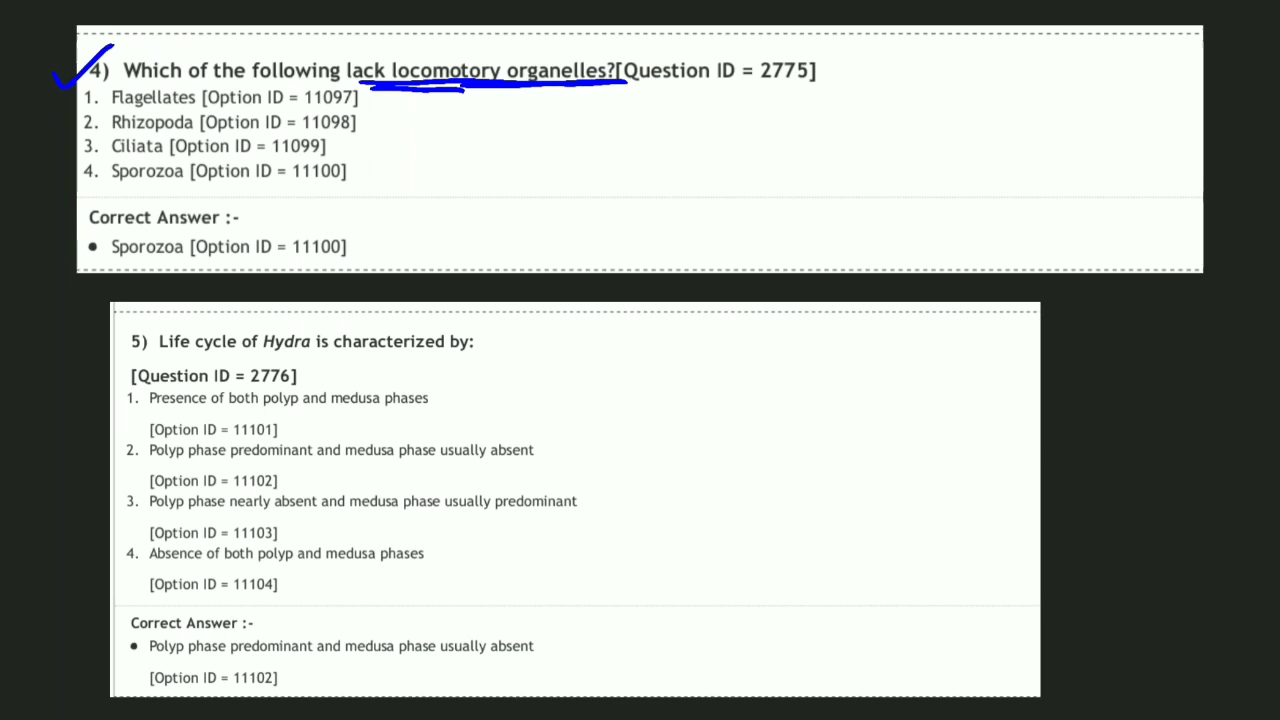 4) Which of the following lack locomotory organelles?[Question ID = 2775]
1. Flagellates [Option ID = 11097]
2. Rhizopoda [Option ID = 11098]
3. Ciliata [Option ID = 11099]
4. Sporozoa [Option ID = 11100]
Correct Answer :-
• Sporozoa [Option ID = 11100]
5) Life cycle of Hydra is characterized by:
[Question ID = 2776]
1. Presence of both polyp and medusa phases
[Option ID = 11101]
2. Polyp phase predominant and medusa phase usually absent
[Option ID = 11102]
3. Polyp phase nearly absent and medusa phase usually predominant
[Option ID = 11103]
4. Absence of both polyp and medusa phases
[Option ID = 11104]
Correct Answer :-
• Polyp phase predominant and medusa phase usually absent
[Option ID = 11102]